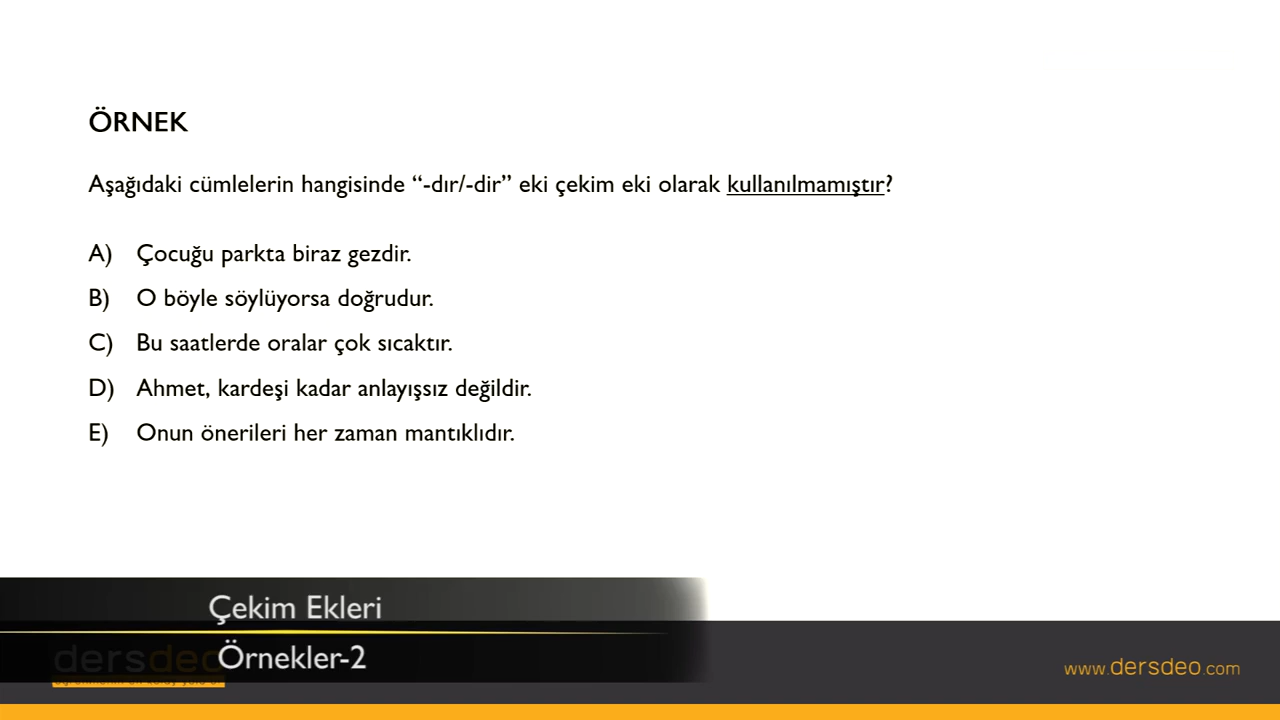 ÖRNEK
Aşağıdaki cümlelerin hangisinde “-dır/-dir” eki çekim eki olarak kullanılmamıştır?
A) Çocuğu parkta biraz gezdir.
B) O böyle söylüyorsa doğrudur.
C) Bu saatlerde oralar çok sıcaktır.
D) Ahmet, kardeşi kadar anlayışsız değildir.
E) Onun önerileri her zaman mantıklıdır.
Çekim Ekleri
Örnekler-2
dersdeo
www.dersdeo.com